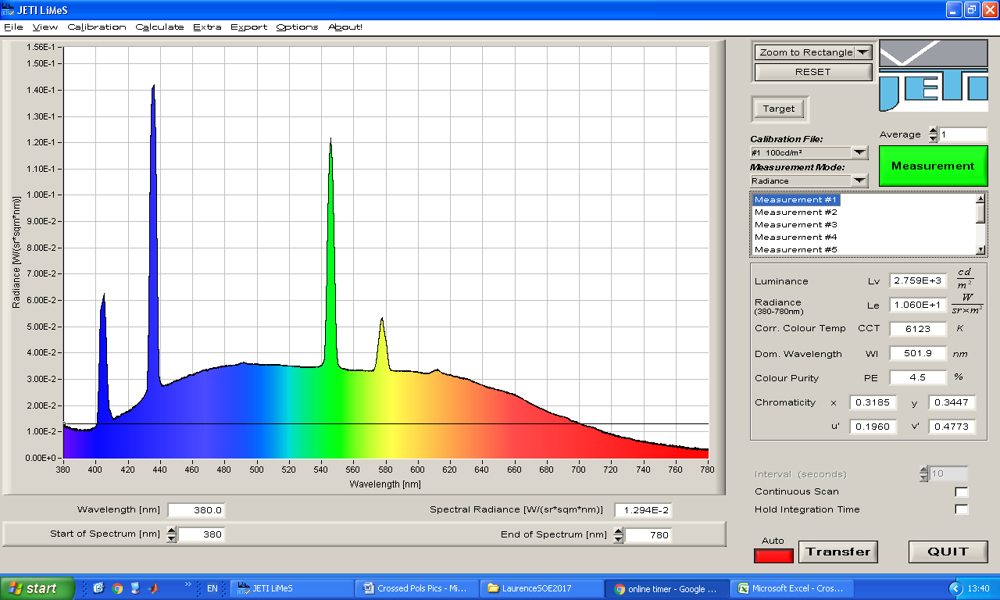 JETI LiMeS
File View Calibration Calculate Extra Export Options About!
1.56E-1
1.50E-1
1.40E-1
1.30E-1
1.20E-1
1.10E-1
1.00E-1
9.00E-2
8.00E-2
7.00E-2
6.00E-2
5.00E-2
4.00E-2
3.00E-2
2.00E-2
1.00E-2
0.00E+0
Radiance [W/(sr*sqm*nm)]
380 400 420 440 460 480 500 520 540 560 580 600 620 640 660 680 700 720 740 760 780
Wavelength [nm]
Wavelength [nm] 380.0 Spectral Radiance [W/(sr*sqm*nm)] 1.294E-2
Start of Spectrum [nm] 380 End of Spectrum [nm] 780
Zoom to Rectangle
RESET
JETI
Target
Average 1
Calibration File:
#1 100cd/m²
Measurement Mode:
Radiance
Measurement
Measurement #1
Measurement #2
Measurement #3
Measurement #4
Measurement #5
Luminance Lv 2.759E+3 cd/m²
Radiance (380-780nm) Le 1.060E+1 W/sr×m²
Corr. Colour Temp CCT 6123 K
Dom. Wavelength Wl 501.9 nm
Colour Purity PE 4.5 %
Chromaticity x 0.3185 y 0.3447
u' 0.1960 v' 0.4773
Interval (seconds) 10
Continuous Scan
Hold Integration Time
Auto
Transfer
QUIT
start
EN
JETI LiMeS
Crossed Pols Pics - Mi...
LaurenceSOE2017
online timer - Google ...
Microsoft Excel - Cros...
13:40